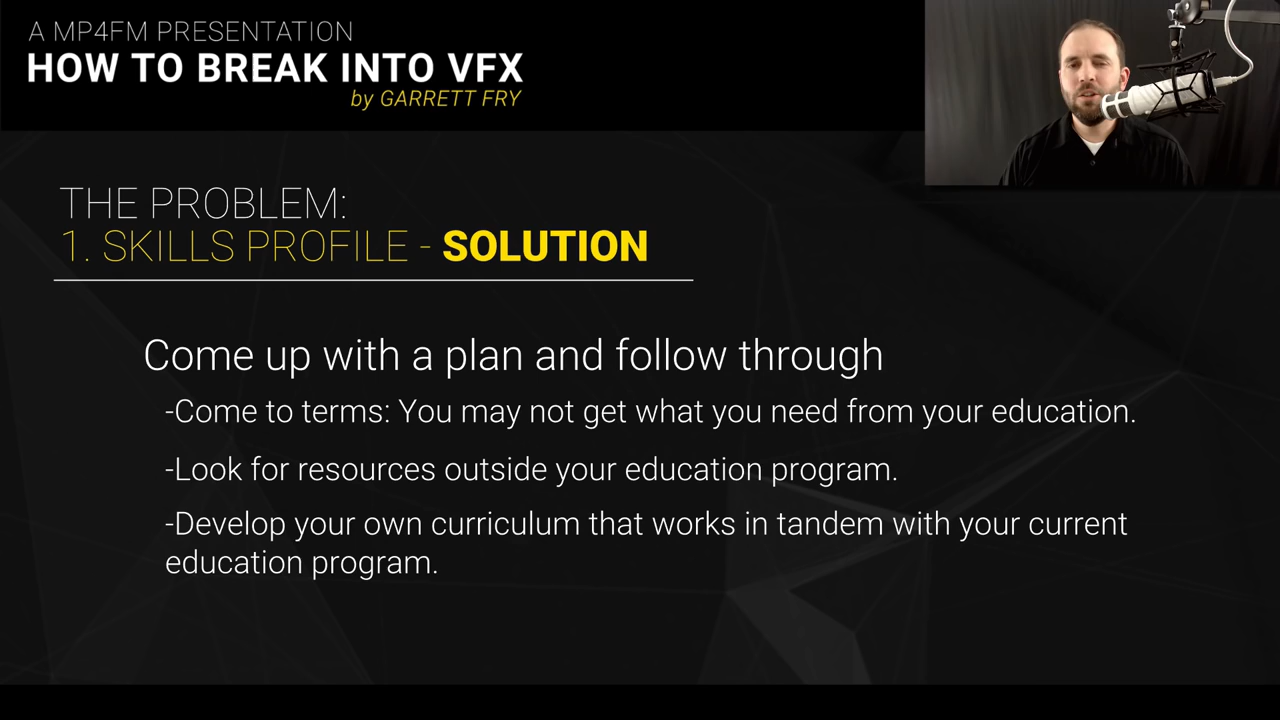 A MP4FM PRESENTATION
HOW TO BREAK INTO VFX
by GARRETT FRY
THE PROBLEM:
1. SKILLS PROFILE - SOLUTION
Come up with a plan and follow through
-Come to terms: You may not get what you need from your education.
-Look for resources outside your education program.
-Develop your own curriculum that works in tandem with your current
education program.